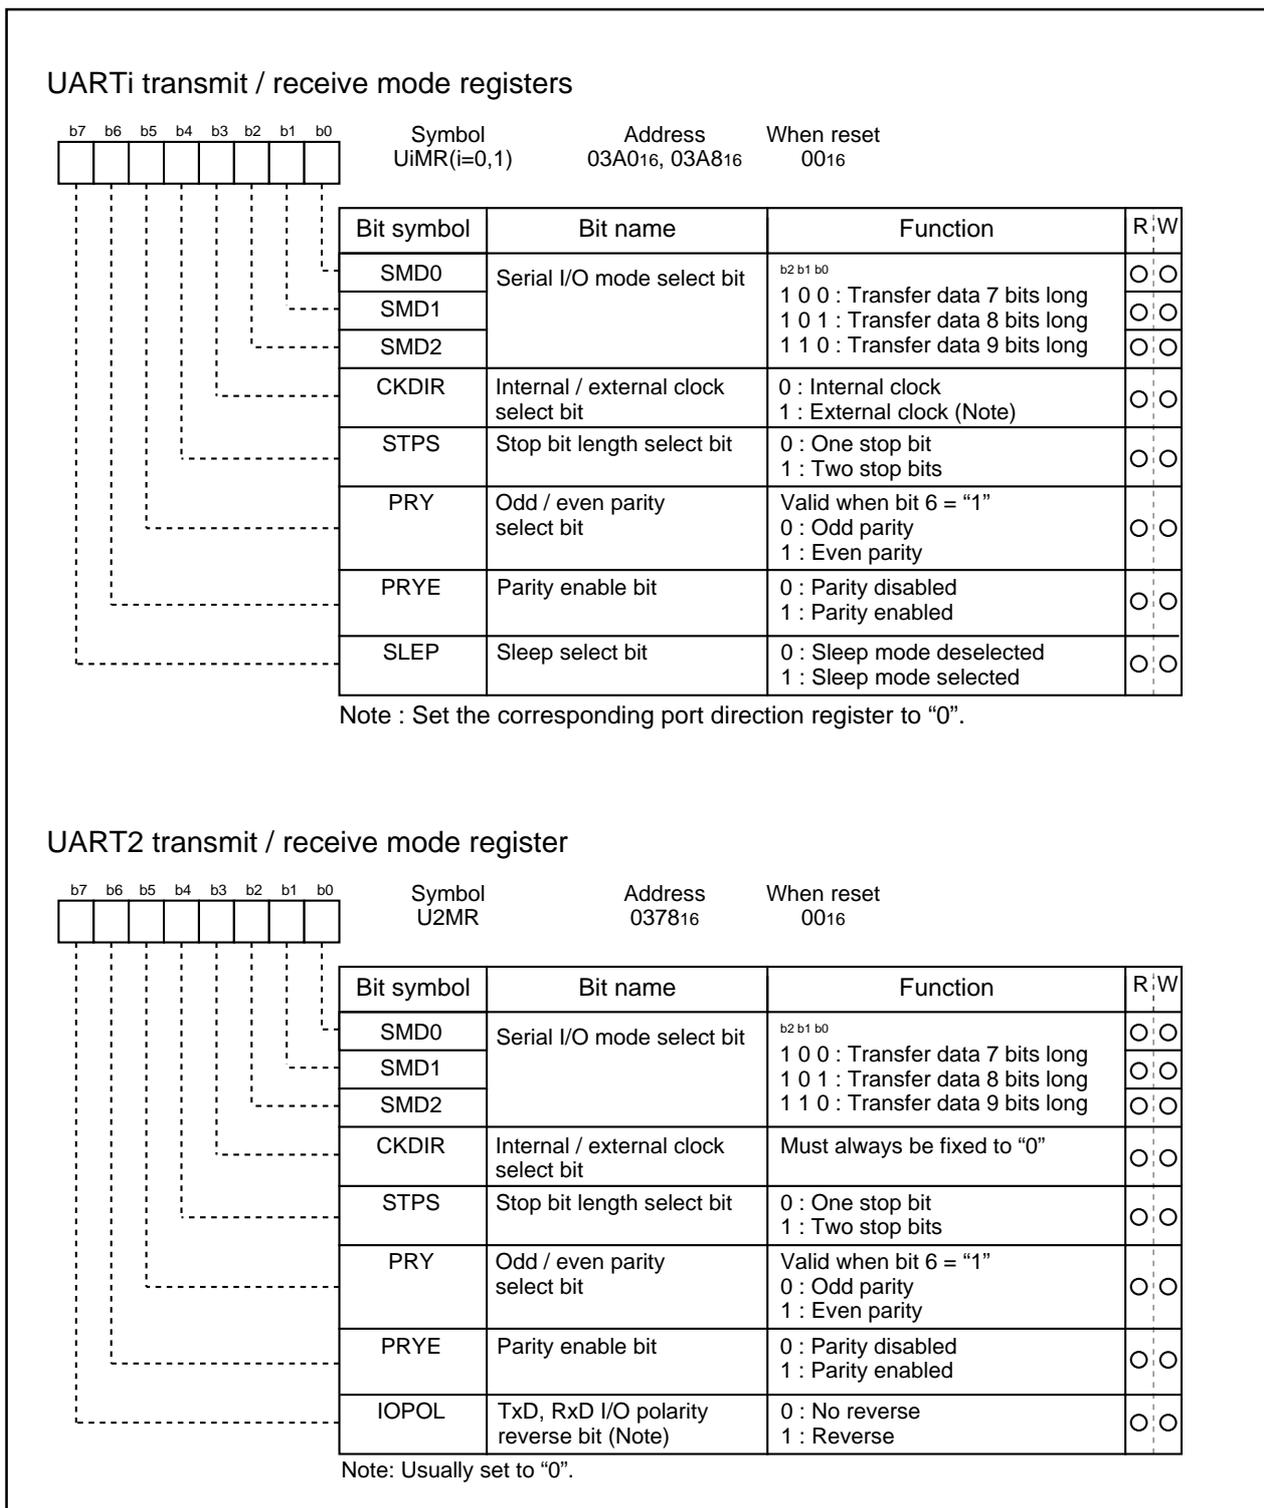 UARTi transmit / receive mode registers
b7 b6 b5 b4 b3 b2 b1 b0
Symbol Address When reset
UiMR(i=0,1) 03A016, 03A816 0016
Bit symbol Bit name Function R W
SMD0 Serial I/O mode select bit b2 b1 b0
1 0 0 : Transfer data 7 bits long
SMD1 1 0 1 : Transfer data 8 bits long
SMD2 1 1 0 : Transfer data 9 bits long
CKDIR Internal / external clock 0 : Internal clock
select bit 1 : External clock (Note)
STPS Stop bit length select bit 0 : One stop bit
1 : Two stop bits
PRY Odd / even parity Valid when bit 6 = “1”
select bit 0 : Odd parity
1 : Even parity
PRYE Parity enable bit 0 : Parity disabled
1 : Parity enabled
SLEP Sleep select bit 0 : Sleep mode deselected
1 : Sleep mode selected
Note : Set the corresponding port direction register to “0”.
UART2 transmit / receive mode register
b7 b6 b5 b4 b3 b2 b1 b0
Symbol Address When reset
U2MR 037816 0016
Bit symbol Bit name Function R W
SMD0 Serial I/O mode select bit b2 b1 b0
1 0 0 : Transfer data 7 bits long
SMD1 1 0 1 : Transfer data 8 bits long
SMD2 1 1 0 : Transfer data 9 bits long
CKDIR Internal / external clock Must always be fixed to “0”
select bit
STPS Stop bit length select bit 0 : One stop bit
1 : Two stop bits
PRY Odd / even parity Valid when bit 6 = “1”
select bit 0 : Odd parity
1 : Even parity
PRYE Parity enable bit 0 : Parity disabled
1 : Parity enabled
IOPOL TxD, RxD I/O polarity 0 : No reverse
reverse bit (Note) 1 : Reverse
Note: Usually set to “0”.